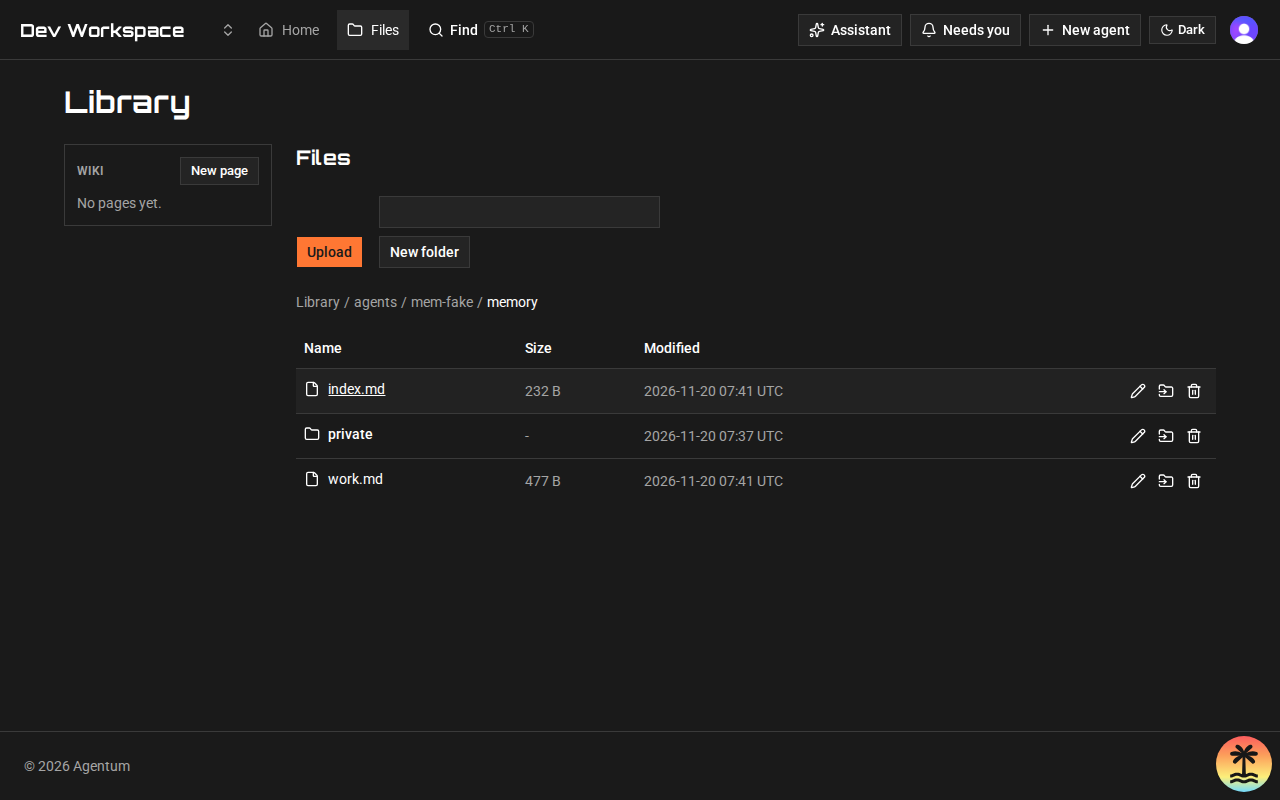 Dev Workspace
Home
Files
Find
Ctrl K
Assistant
Needs you
New agent
Dark
Library
WIKI
New page
No pages yet.
Files
Upload
New folder
Library / agents / mem-fake / memory
Name Size Modified
index.md 232 B 2026-11-20 07:41 UTC
private - 2026-11-20 07:37 UTC
work.md 477 B 2026-11-20 07:41 UTC
© 2026 Agentum